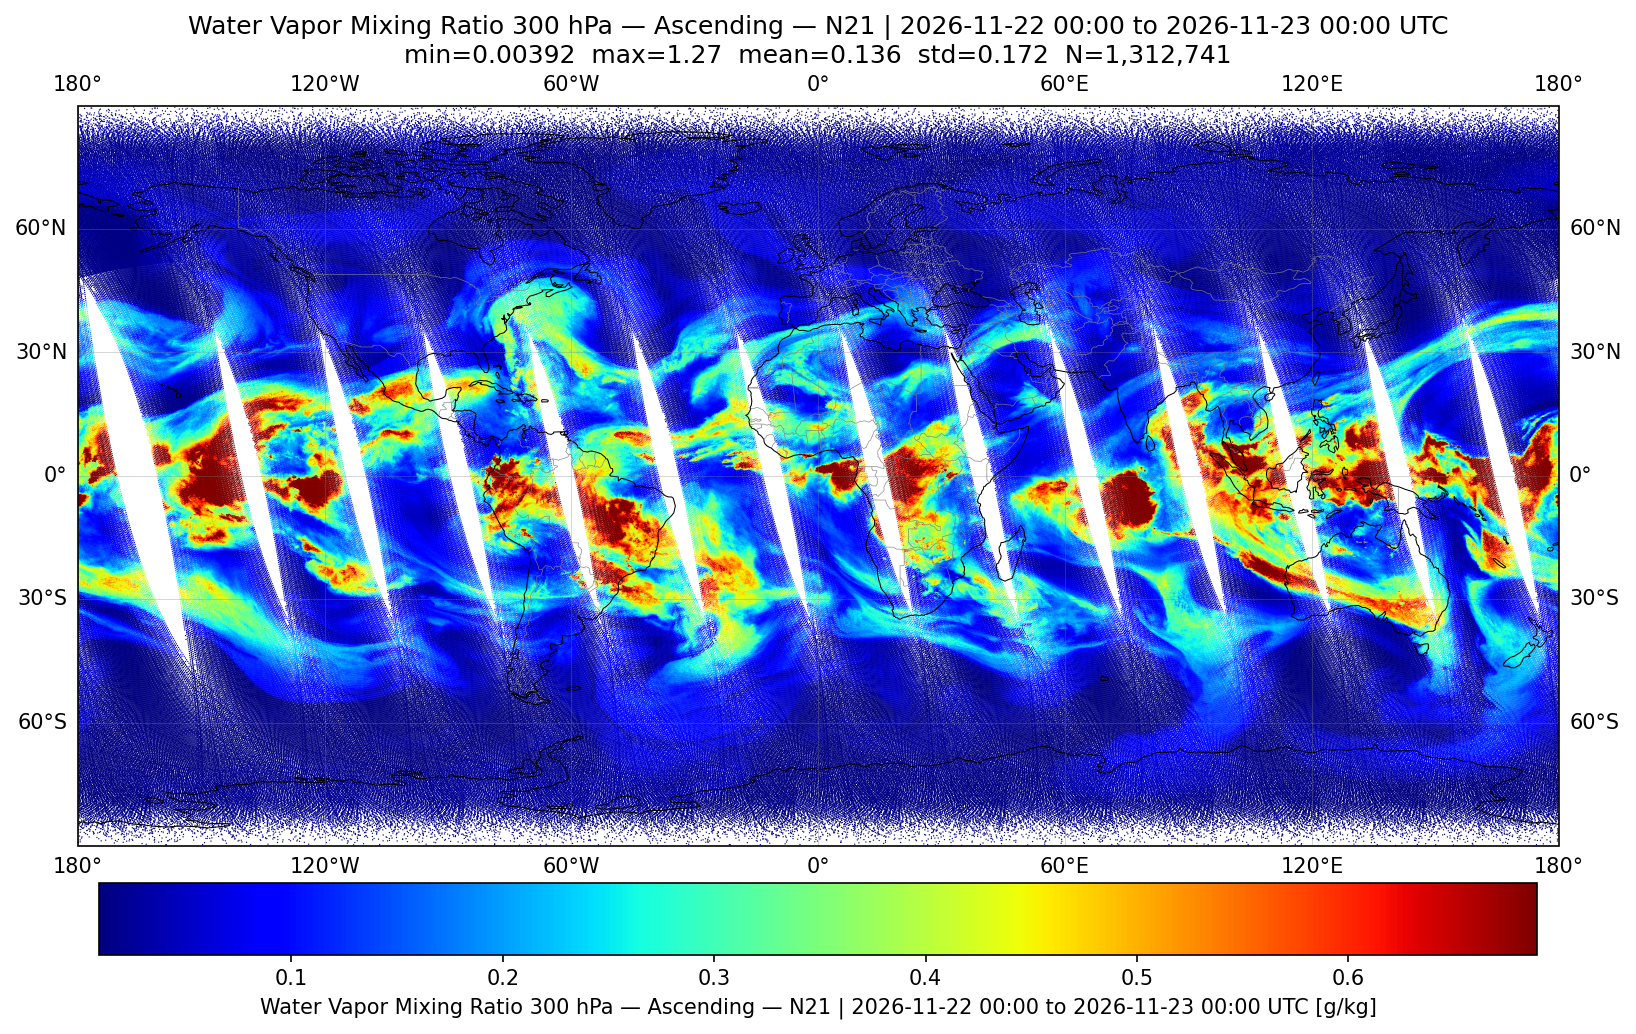 Water Vapor Mixing Ratio 300 hPa — Ascending — N21 | 2026-11-22 00:00 to 2026-11-23 00:00 UTC
min=0.00392 max=1.27 mean=0.136 std=0.172 N=1,312,741
180° 120°W 60°W 0° 60°E 120°E 180°
60°N 60°N
30°N 30°N
0° 0°
30°S 30°S
60°S 60°S
180° 120°W 60°W 0° 60°E 120°E 180°
0.1 0.2 0.3 0.4 0.5 0.6
Water Vapor Mixing Ratio 300 hPa — Ascending — N21 | 2026-11-22 00:00 to 2026-11-23 00:00 UTC [g/kg]